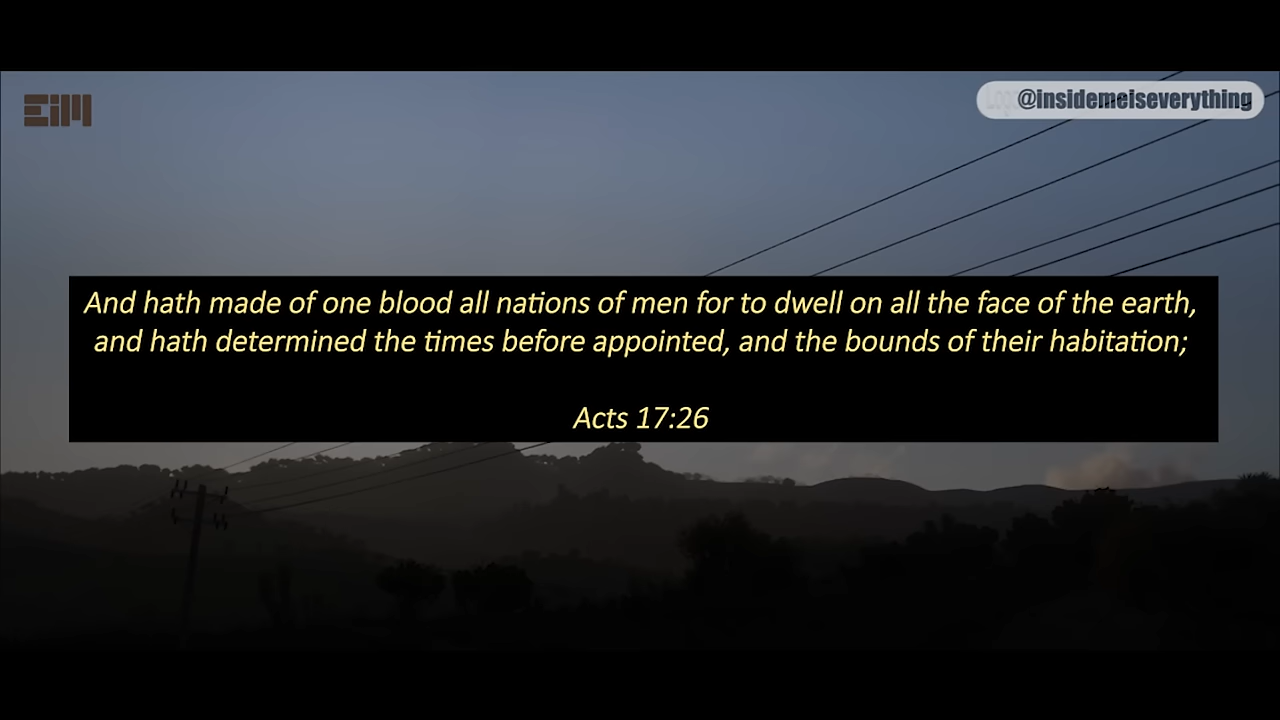 EiM
@insidemeiseverything
And hath made of one blood all nations of men for to dwell on all the face of the earth,
and hath determined the times before appointed, and the bounds of their habitation;
Acts 17:26